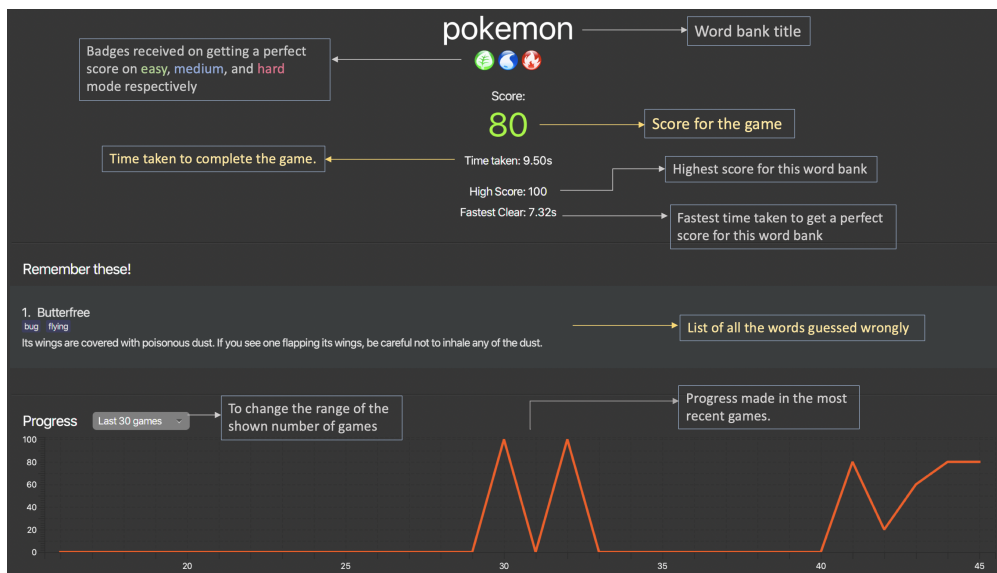 pokemon
Word bank title
Badges received on getting a perfect
score on easy, medium, and hard
mode respectively
Score:
80
Score for the game
Time taken to complete the game.
Time taken: 9.50s
Highest score for this word bank
High Score: 100
Fastest Clear: 7.32s
Fastest time taken to get a perfect
score for this word bank
Remember these!
1. Butterfree
bug flying
Its wings are covered with poisonous dust. If you see one flapping its wings, be careful not to inhale any of the dust.
List of all the words guessed wrongly
Progress
Last 30 games
To change the range of the
shown number of games
Progress made in the most
recent games.
100
80
60
40
20
0
20 25 30 35 40 45